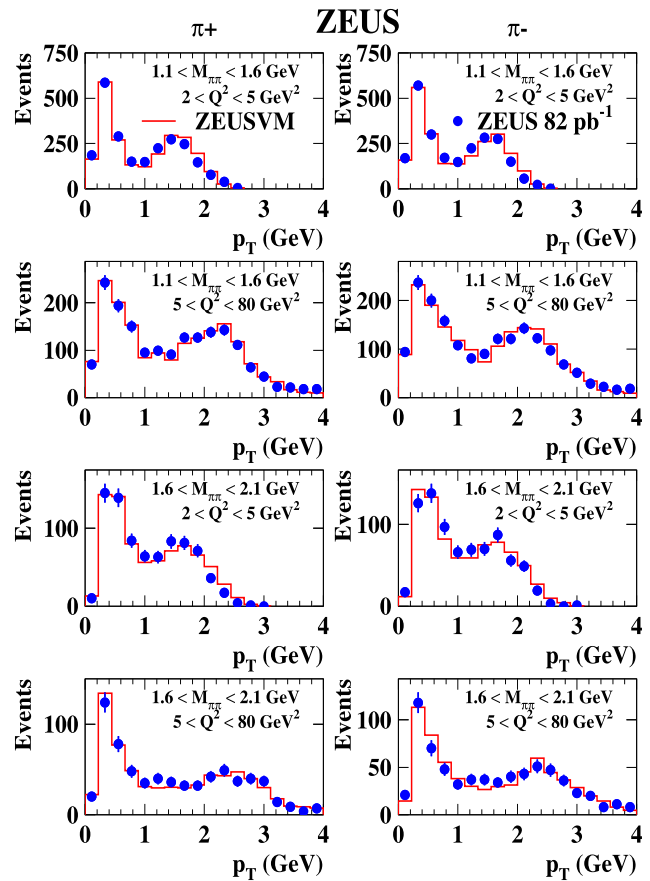 ZEUS
π+
π-
Events
750
500
250
0
1.1 < Mππ < 1.6 GeV
2 < Q² < 5 GeV²
ZEUSVM
0 1 2 3 4
pT (GeV)
Events
750
500
250
0
1.1 < Mππ < 1.6 GeV
2 < Q² < 5 GeV²
ZEUS 82 pb⁻¹
0 1 2 3 4
pT (GeV)
Events
200
100
0
1.1 < Mππ < 1.6 GeV
5 < Q² < 80 GeV²
0 1 2 3 4
pT (GeV)
Events
200
100
0
1.1 < Mππ < 1.6 GeV
5 < Q² < 80 GeV²
0 1 2 3 4
pT (GeV)
Events
100
0
1.6 < Mππ < 2.1 GeV
2 < Q² < 5 GeV²
0 1 2 3 4
pT (GeV)
Events
100
0
1.6 < Mππ < 2.1 GeV
2 < Q² < 5 GeV²
0 1 2 3 4
pT (GeV)
Events
100
0
1.6 < Mππ < 2.1 GeV
5 < Q² < 80 GeV²
0 1 2 3 4
pT (GeV)
Events
100
50
0
1.6 < Mππ < 2.1 GeV
5 < Q² < 80 GeV²
0 1 2 3 4
pT (GeV)